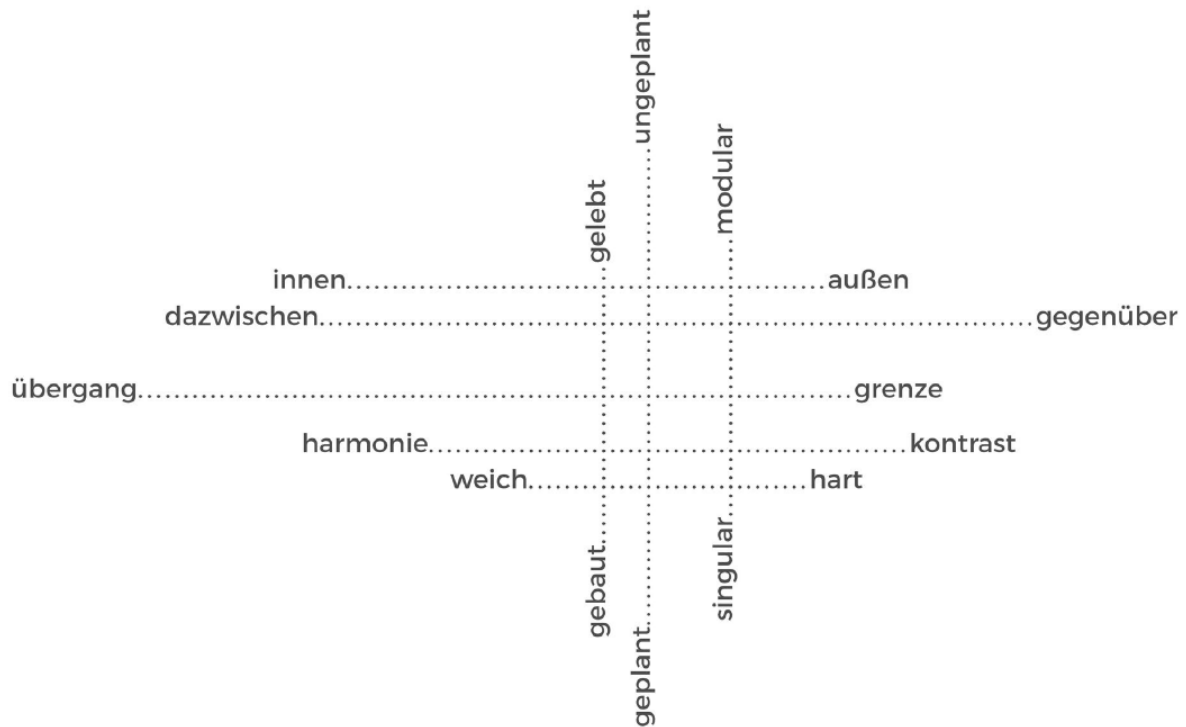 ungeplant
modular
gelebt
innen.....................................................außen
dazwischen................................................................................gegenüber
übergang................................................................................grenze
harmonie.....................................................kontrast
weich...............................hart
gebaut
singular
geplant